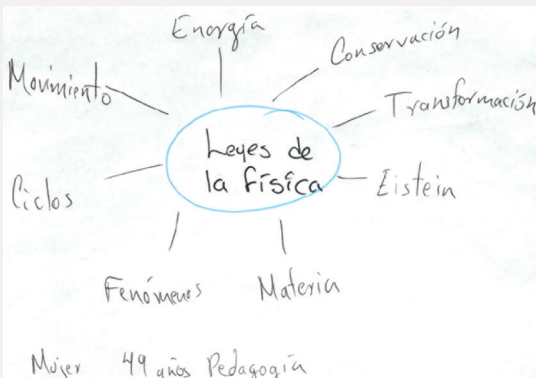 Energía
Conservación
Movimiento
Transformación
Leyes de
la física
Ciclos
Eistein
Fenómenos
Materia
Mujer 49 años Pedagogía